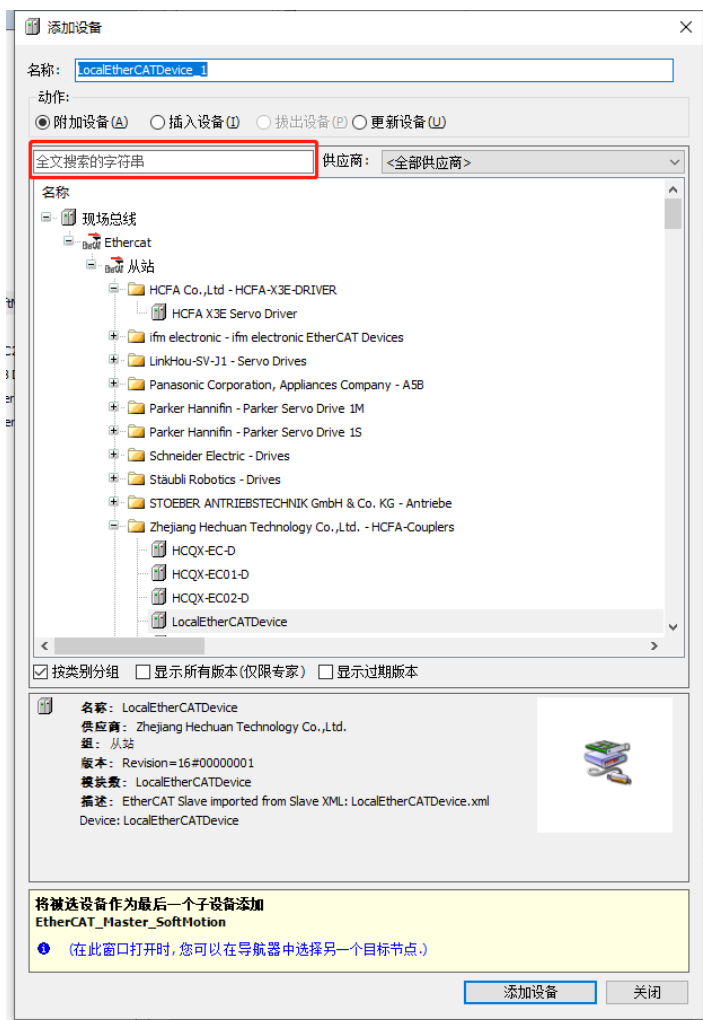 添加设备
名称: LocalEtherCATDevice_1
动作:
附加设备(A) 插入设备(I) 拔出设备(P) 更新设备(U)
全文搜索的字符串 供应商: <全部供应商>
名称
现场总线
Ethercat
从站
HCFA Co.,Ltd - HCFA-X3E-DRIVER
HCFA X3E Servo Driver
ifm electronic - ifm electronic EtherCAT Devices
LinkHou-SV-J1 - Servo Drives
Panasonic Corporation, Appliances Company - A5B
Parker Hannifin - Parker Servo Drive 1M
Parker Hannifin - Parker Servo Drive 1S
Schneider Electric - Drives
Stäubli Robotics - Drives
STOEBER ANTRIEBSTECHNIK GmbH & Co. KG - Antriebe
Zhejiang Hechuan Technology Co.,Ltd. - HCFA-Couplers
HCQX-EC-D
HCQX-EC01-D
HCQX-EC02-D
LocalEtherCATDevice
按类别分组 显示所有版本(仅限专家) 显示过期版本
名称: LocalEtherCATDevice
供应商: Zhejiang Hechuan Technology Co.,Ltd.
组: 从站
版本: Revision=16#00000001
模块数: LocalEtherCATDevice
描述: EtherCAT Slave imported from Slave XML: LocalEtherCATDevice.xml
Device: LocalEtherCATDevice
将被选设备作为最后一个子设备添加
EtherCAT_Master_SoftMotion
(在此窗口打开时,您可以在导航器中选择另一个目标节点.)
添加设备 关闭